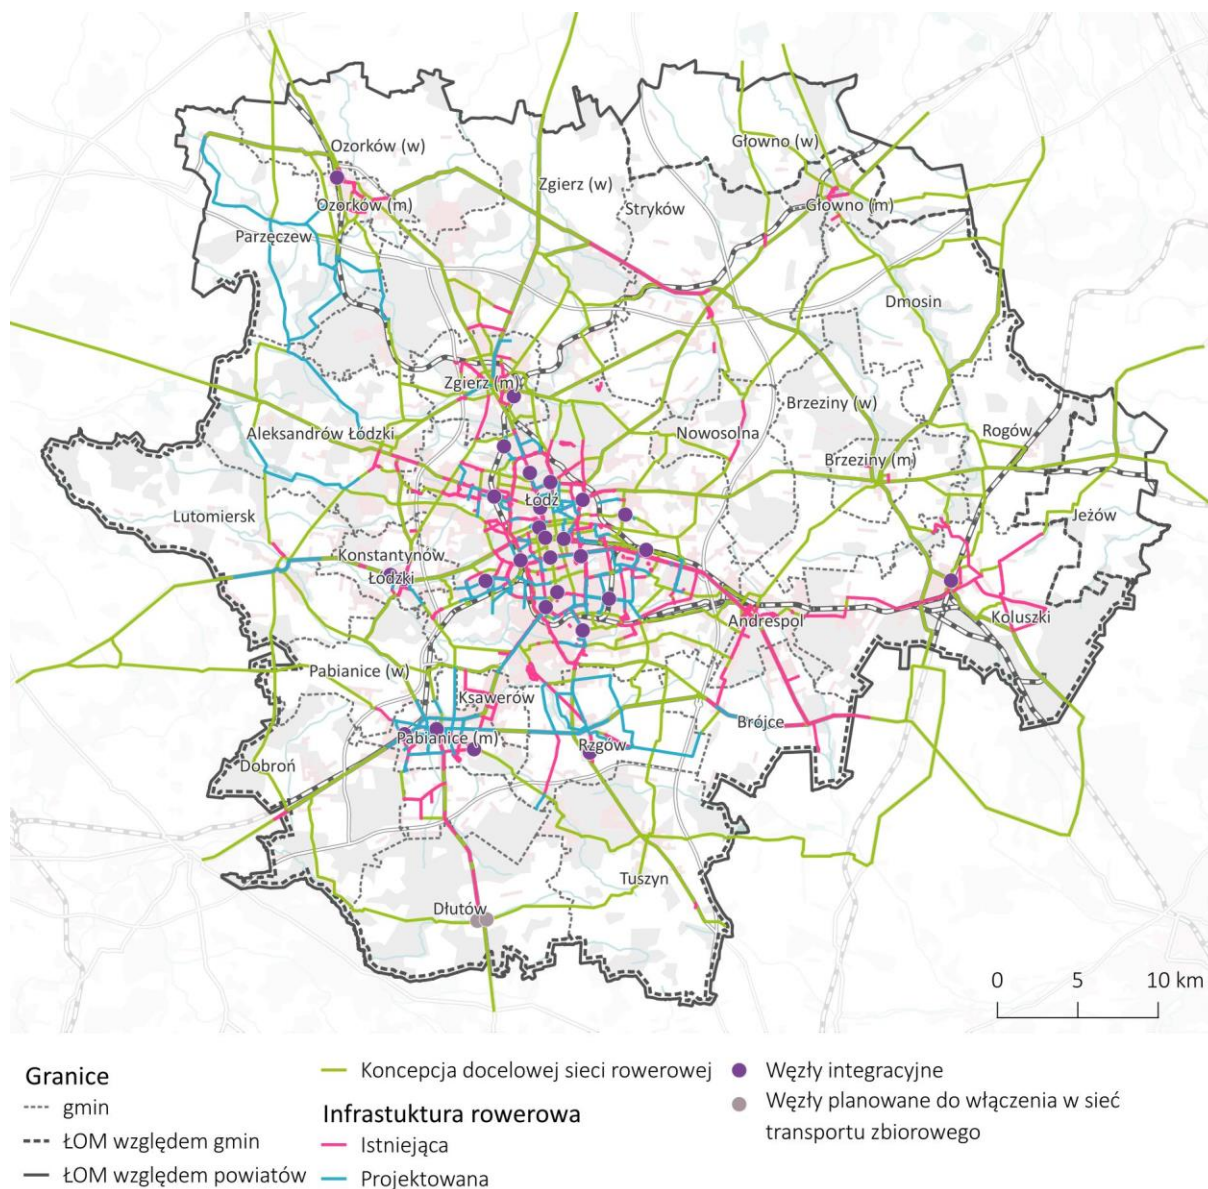 Ozorków (w)
Głowno (w)
Zgierz (w)
Stryków
Ozorków (m)
Głowno (m)
Parzęczew
Dmosin
Zgierz (m)
Brzeziny (w)
Aleksandrów Łódzki
Nowosolna
Rogów
Brzeziny (m)
Łódź
Lutomiersk
Jeżów
Konstantynów
Łódzki
Andrespol
Koluszki
Pabianice (w)
Ksawerów
Brójce
Pabianice (m)
Rzgów
Dobroń
Tuszyn
Dłutów
0 5 10 km
Granice
gmin
ŁOM względem gmin
ŁOM względem powiatów
Koncepcja docelowej sieci rowerowej
Infrastuktura rowerowa
Istniejąca
Projektowana
Węzły integracyjne
Węzły planowane do włączenia w sieć
transportu zbiorowego